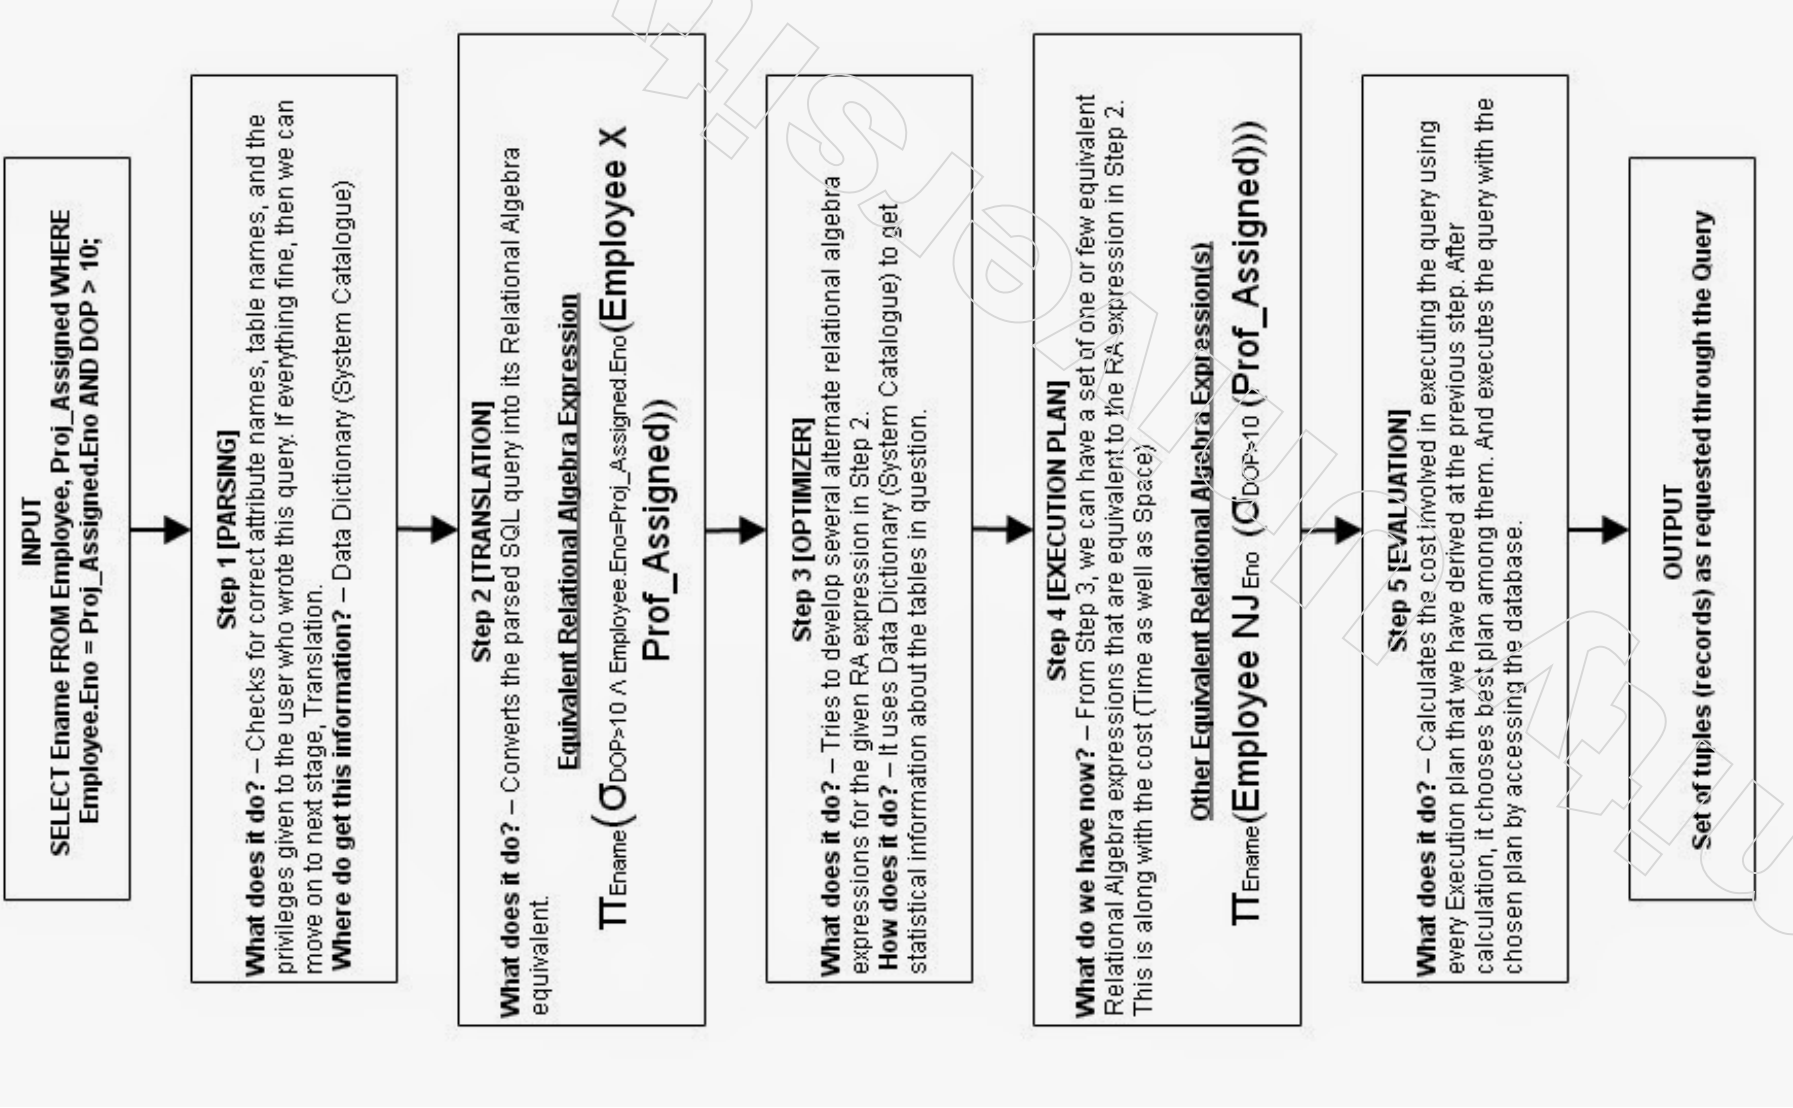 INPUT
SELECT Ename FROM Employee, Proj_Assigned WHERE
Employee.Eno = Proj_Assigned.Eno AND DOP > 10;
Step 1 [PARSING]
What does it do? – Checks for correct attribute names, table names, and the
privileges given to the user who wrote this query. If everything fine, then we can
move on to next stage, Translation.
Where do get this information? – Data Dictionary (System Catalogue)
Step 2 [TRANSLATION]
What does it do? – Converts the parsed SQL query into its Relational Algebra
equivalent.
Equivalent Relational Algebra Expression
π Ename(σDOP>10 Λ Employee.Eno=Proj_Assigned.Eno(Employee X
Prof_Assigned))
Step 3 [OPTIMIZER]
What does it do? – Tries to develop several alternate relational algebra
expressions for the given RA expression in Step 2.
How does it do? – It uses Data Dictionary (System Catalogue) to get
statistical information about the tables in question.
Step 4 [EXECUTION PLAN]
What do we have now? – From Step 3, we can have a set of one or few equivalent
Relational Algebra expressions that are equivalent to the RA expression in Step 2.
This is along with the cost (Time as well as Space)
Other Equivalent Relational Algebra Expression(s)
π Ename(Employee NJ Eno (σDOP>10 (Prof_Assigned)))
Step 5 [EVALUATION]
What does it do? – Calculates the cost involved in executing the query using
every Execution plan that we have derived at the previous step. After
calculation, it chooses best plan among them. And executes the query with the
chosen plan by accessing the database.
OUTPUT
Set of tuples (records) as requested through the Query